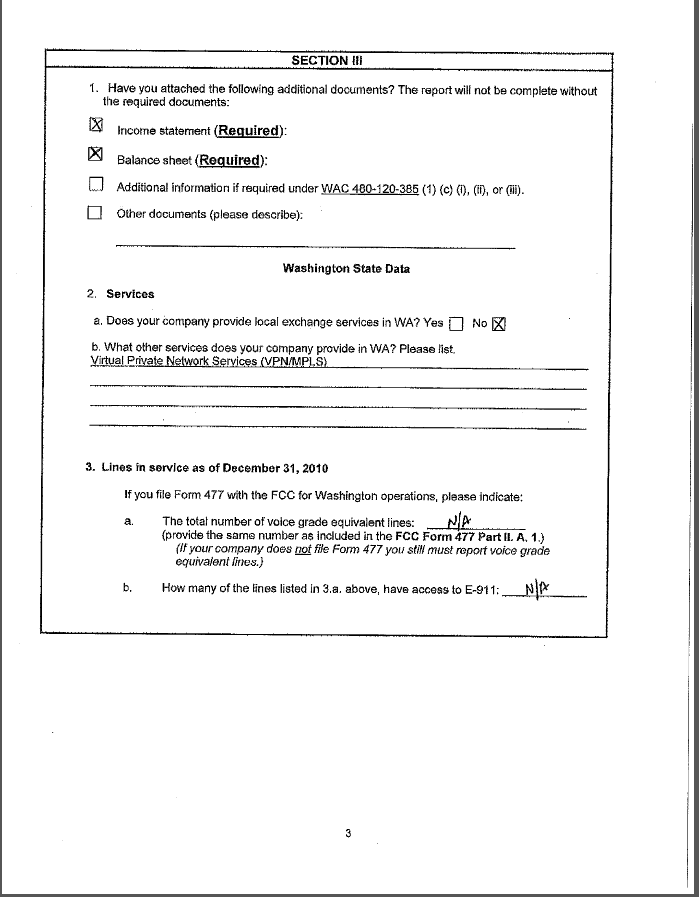 SECTION III
1. Have you attached the following additional documents? The report will not be complete without
the required documents:
Income statement (Required):
Balance sheet (Required):
Additional information if required under WAC 480-120-385 (1) (c) (i), (ii), or (iii).
Other documents (please describe):
Washington State Data
2. Services
a. Does your company provide local exchange services in WA? Yes ☐ No ☒
b. What other services does your company provide in WA? Please list.
Virtual Private Network Services (VPN/MPLS)
3. Lines in service as of December 31, 2010
If you file Form 477 with the FCC for Washington operations, please indicate:
a. The total number of voice grade equivalent lines: N/A
(provide the same number as included in the FCC Form 477 Part II. A. 1.)
(If your company does not file Form 477 you still must report voice grade
equivalent lines.)
b. How many of the lines listed in 3.a. above, have access to E-911: N/A
3